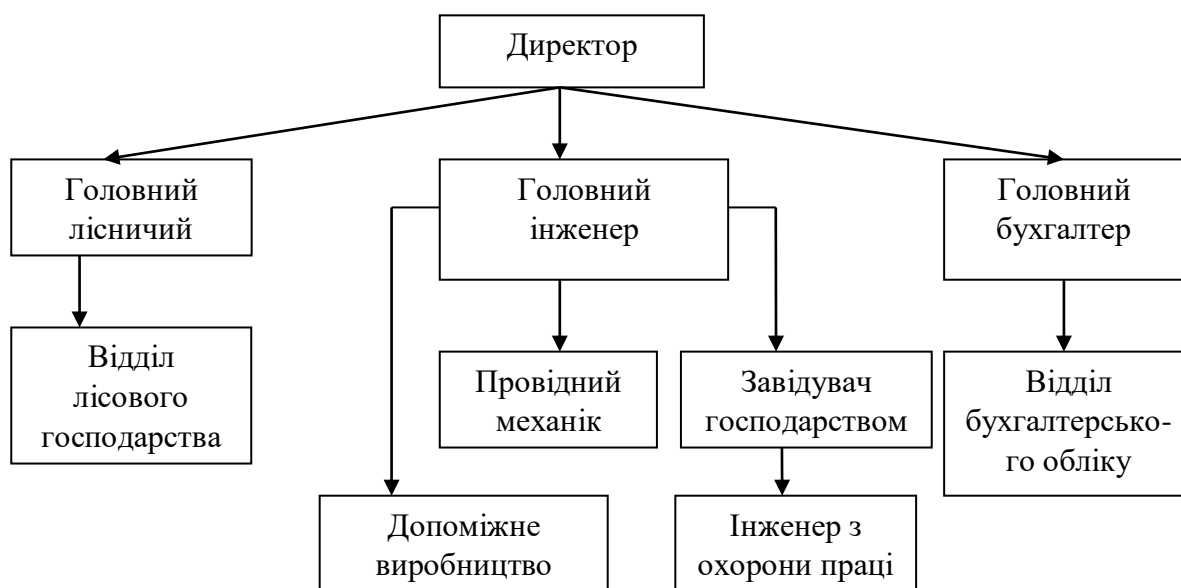 Директор
Головний
лісничий
Головний
інженер
Головний
бухгалтер
Відділ
лісового
господарства
Провідний
механік
Завідувач
господарством
Відділ
бухгалтерсько-
го обліку
Допоміжне
виробництво
Інженер з
охорони праці